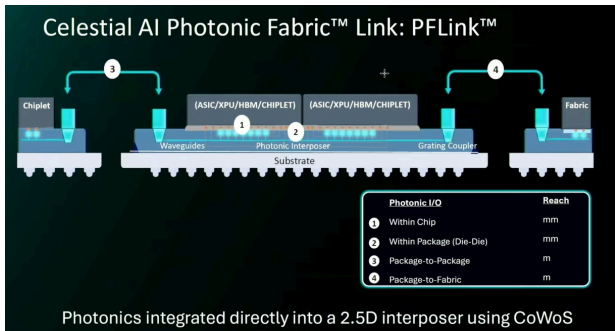 Celestial AI Photonic Fabric™ Link: PFLink™
3
4
Chiplet
(ASIC/XPU/HBM/CHIPLET)
(ASIC/XPU/HBM/CHIPLET)
Fabric
1
2
Waveguides
Photonic Interposer
Grating Coupler
Substrate
Photonic I/O Reach
1 Within Chip mm
2 Within Package (Die-Die) mm
3 Package-to-Package m
4 Package-to-Fabric m
Photonics integrated directly into a 2.5D interposer using CoWoS